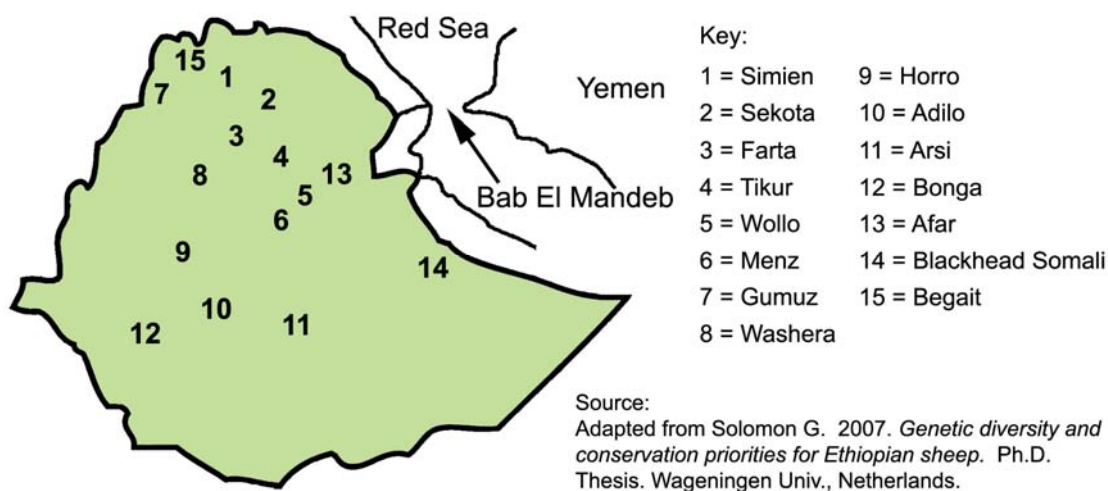 Red Sea
Yemen
Bab El Mandeb
15
1
7
2
3
4
8
13
5
6
9
14
10
11
12
Key:
1 = Simien
2 = Sekota
3 = Farta
4 = Tikur
5 = Wollo
6 = Menz
7 = Gumuz
8 = Washera
9 = Horro
10 = Adilo
11 = Arsi
12 = Bonga
13 = Afar
14 = Blackhead Somali
15 = Begait
Source:
Adapted from Solomon G. 2007. Genetic diversity and
conservation priorities for Ethiopian sheep. Ph.D.
Thesis. Wageningen Univ., Netherlands.